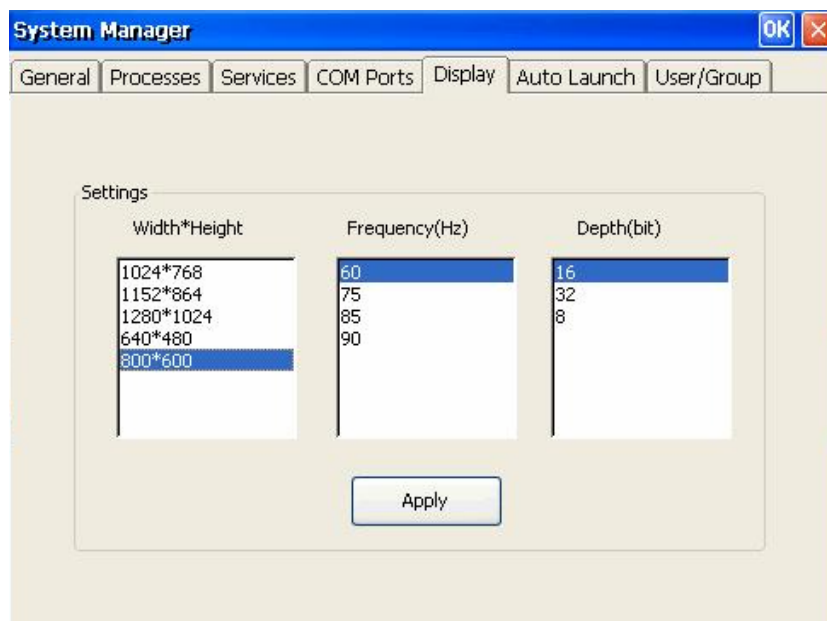 System Manager OK
General Processes Services COM Ports Display Auto Launch User/Group
Settings
Width*Height Frequency(Hz) Depth(bit)
1024*768 60 16
1152*864 75 32
1280*1024 85 8
640*480 90
800*600
Apply